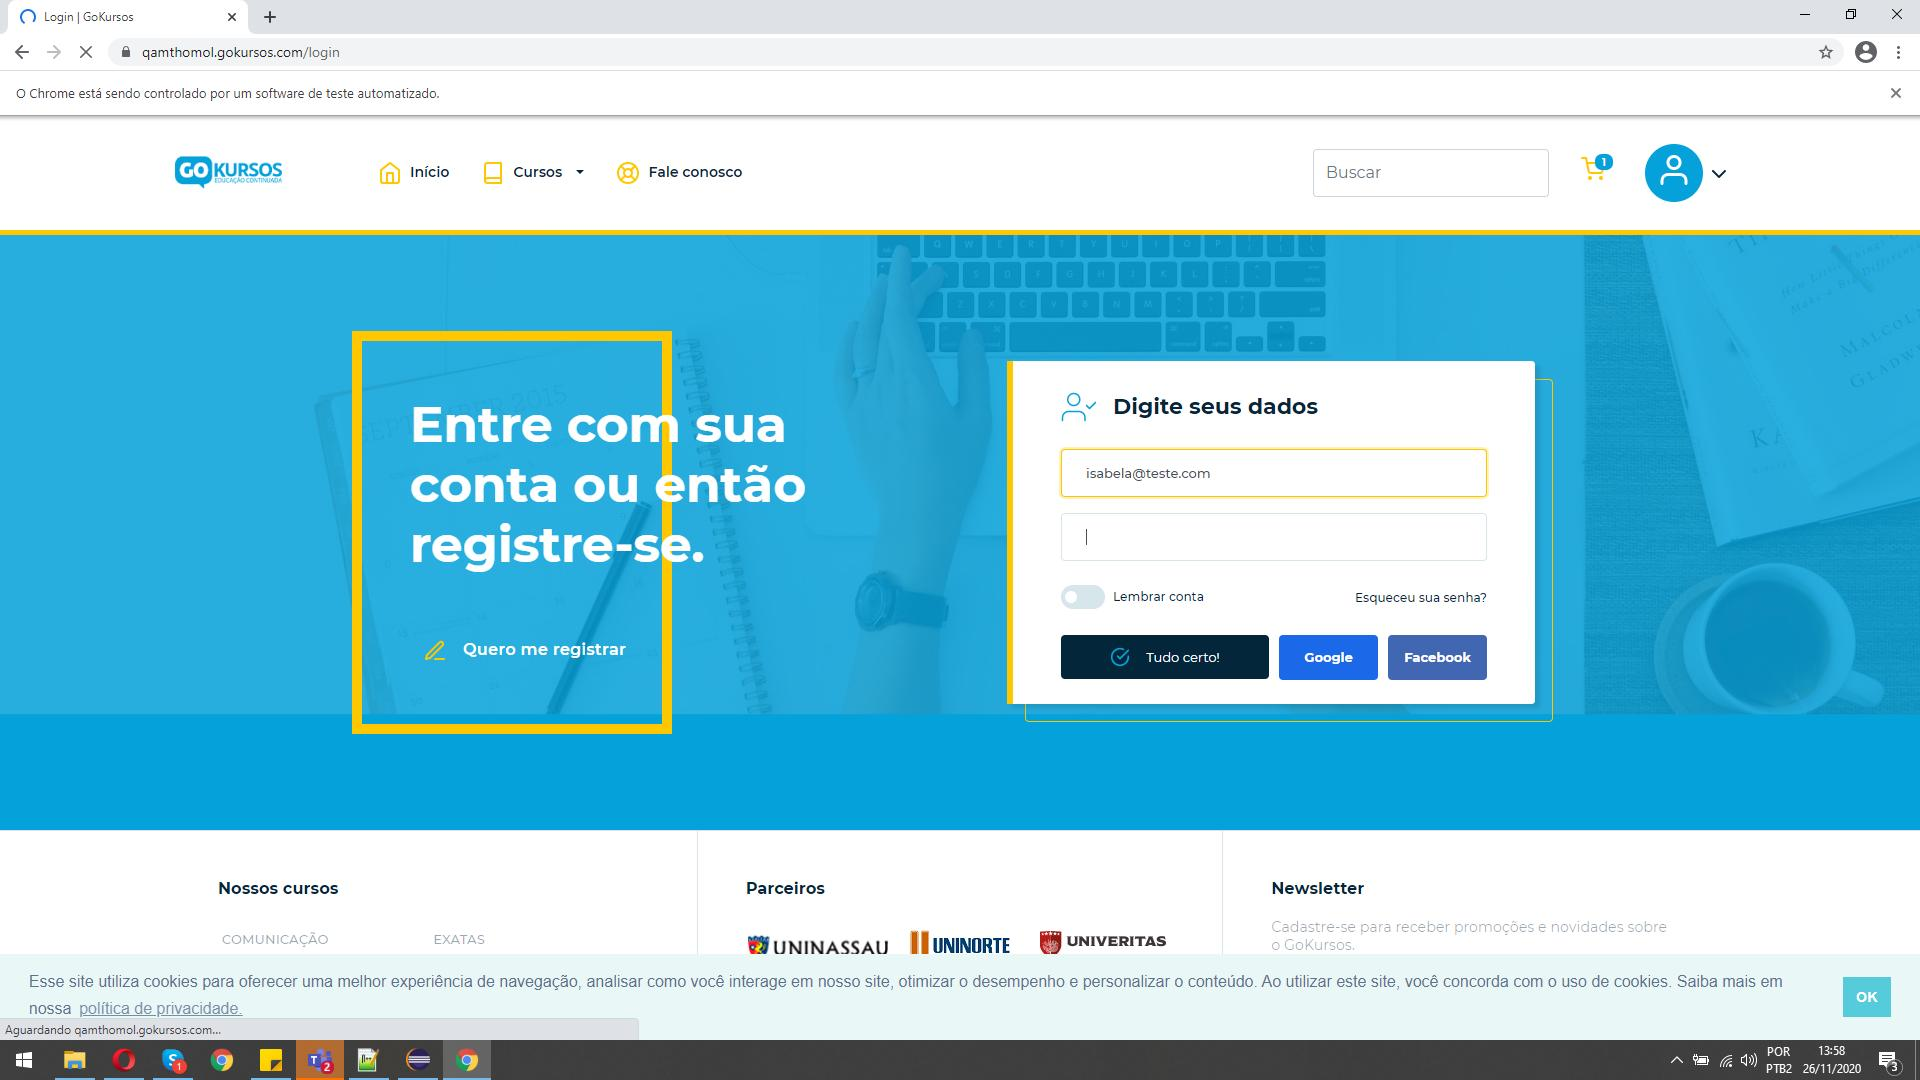 Login | GoKursos
qamthomol.gokursos.com/login
O Chrome está sendo controlado por um software de teste automatizado.
GO KURSOS
EDUCAÇÃO CONTINUADA
Início
Cursos
Fale conosco
Buscar
1
Entre com sua
conta ou então
registre-se.
Quero me registrar
Digite seus dados
isabela@teste.com
Lembrar conta
Esqueceu sua senha?
Tudo certo!
Google
Facebook
Nossos cursos
COMUNICAÇÃO
EXATAS
Parceiros
UNINASSAU
UNINORTE
UNIVERITAS
Newsletter
Cadastre-se para receber promoções e novidades sobre
o GoKursos.
Esse site utiliza cookies para oferecer uma melhor experiência de navegação, analisar como você interage em nosso site, otimizar o desempenho e personalizar o conteúdo. Ao utilizar este site, você concorda com o uso de cookies. Saiba mais em
nossa política de privacidade.
OK
Aguardando qamthomol.gokursos.com...
1
2
POR
PTB2
13:58
26/11/2020
3